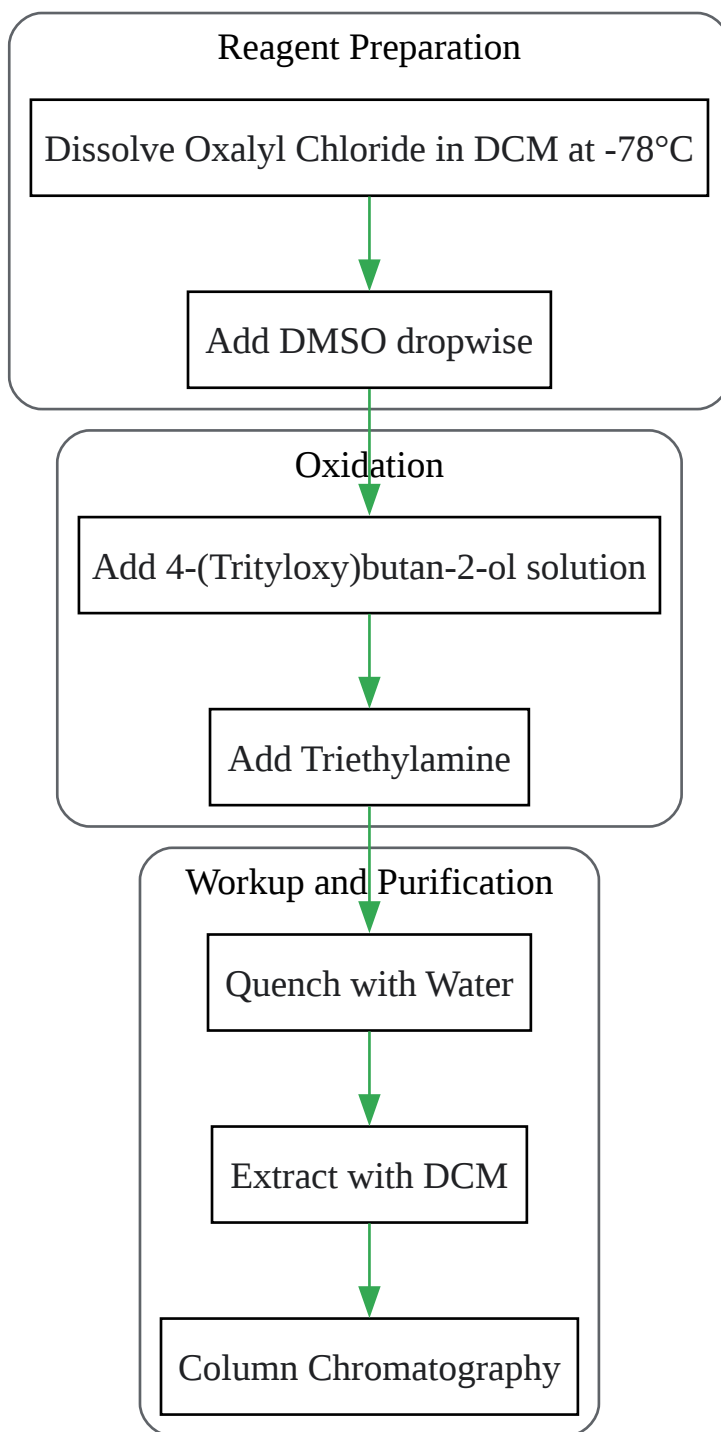 Reagent Preparation
Dissolve Oxalyl Chloride in DCM at -78°C
Add DMSO dropwise
Oxidation
Add 4-(Trityloxy)butan-2-ol solution
Add Triethylamine
Workup and Purification
Quench with Water
Extract with DCM
Column Chromatography